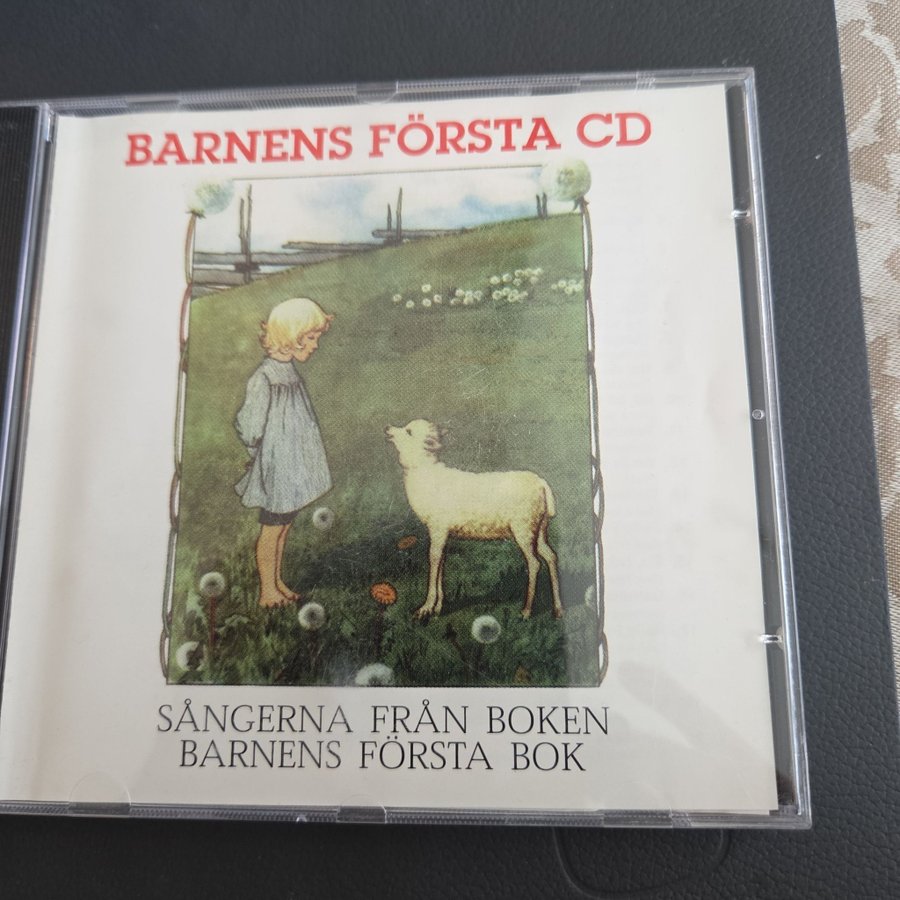 BARNENS FÖRSTA CD
SÅNGERNA FRÅN BOKEN
BARNENS FÖRSTA BOK